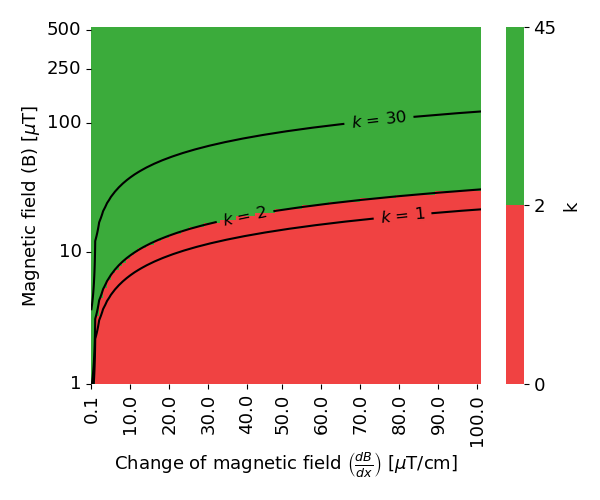 500
250
100
10
1
Magnetic field (B) [μT]
k = 30
k = 2
k = 1
0.1 10.0 20.0 30.0 40.0 50.0 60.0 70.0 80.0 90.0 100.0
Change of magnetic field (dB/dx) [μT/cm]
45
2
0
k